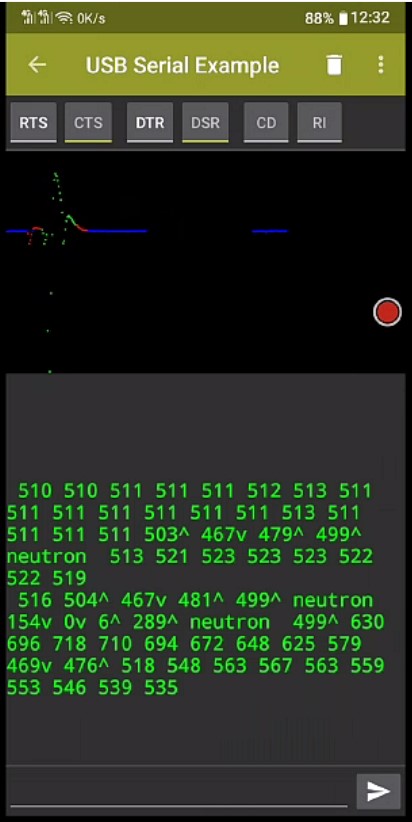 4G 4G 0K/s 88% 12:32
USB Serial Example
RTS CTS DTR DSR CD RI
510 510 511 511 511 512 513 511
511 511 511 511 511 511 513 511
511 511 511 503^ 467v 479^ 499^
neutron 513 521 523 523 523 522
522 519
516 504^ 467v 481^ 499^ neutron
154v 0v 6^ 289^ neutron 499^ 630
696 718 710 694 672 648 625 579
469v 476^ 518 548 563 567 563 559
553 546 539 535